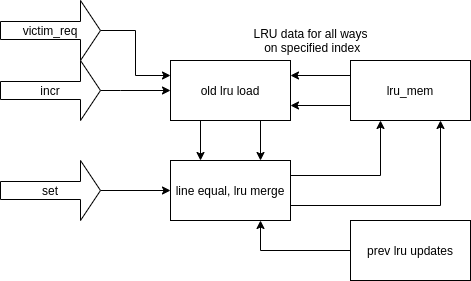 victim_req
LRU data for all ways
on specified index
incr
old lru load
lru_mem
set
line equal, lru merge
prev lru updates